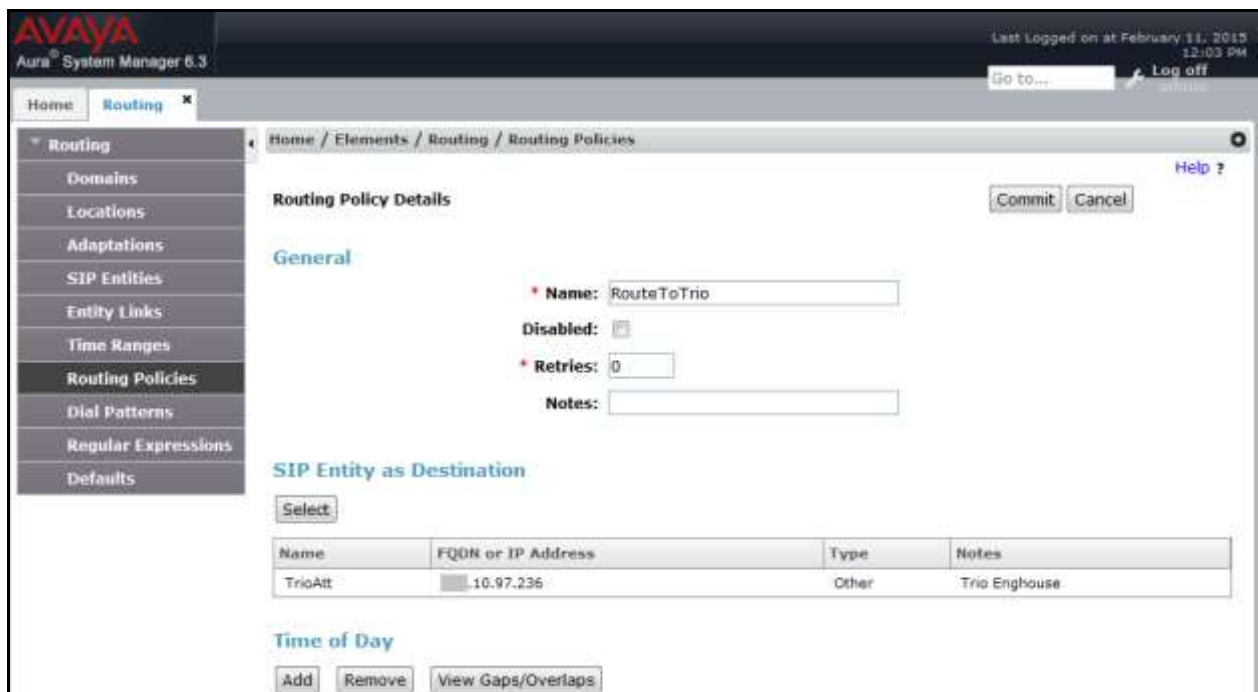 AVAYA
Aura® System Manager 6.3
Last Logged on at February 11, 2015
12:03 PM
Go to...
Log off
Home
Routing
Routing
Domains
Locations
Adaptations
SIP Entities
Entity Links
Time Ranges
Routing Policies
Dial Patterns
Regular Expressions
Defaults
Home / Elements / Routing / Routing Policies
Help ?
Routing Policy Details
Commit Cancel
General
* Name: RouteToTrio
Disabled:
* Retries: 0
Notes:
SIP Entity as Destination
Select
Name FQDN or IP Address Type Notes
TrioAtt .10.97.236 Other Trio Enghouse
Time of Day
Add Remove View Gaps/Overlaps